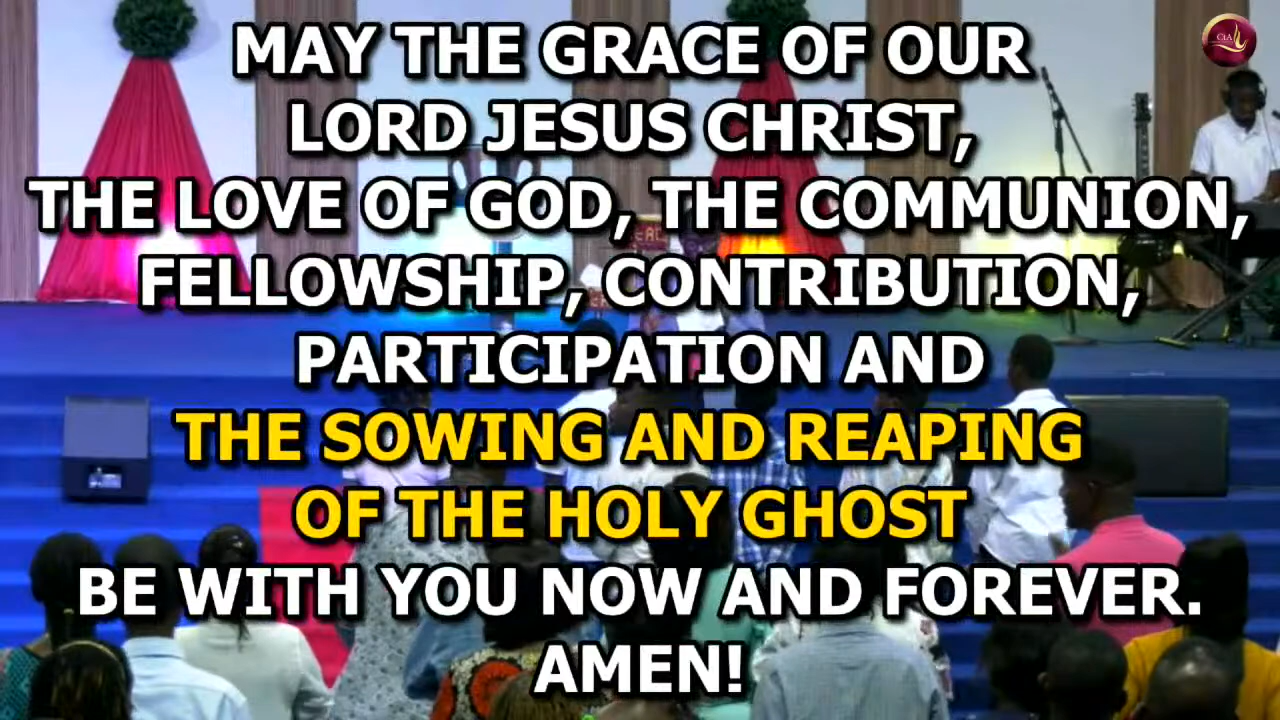 MAY THE GRACE OF OUR
LORD JESUS CHRIST,
THE LOVE OF GOD, THE COMMUNION,
FELLOWSHIP, CONTRIBUTION,
PARTICIPATION AND
THE SOWING AND REAPING
OF THE HOLY GHOST
BE WITH YOU NOW AND FOREVER.
AMEN!
CLA